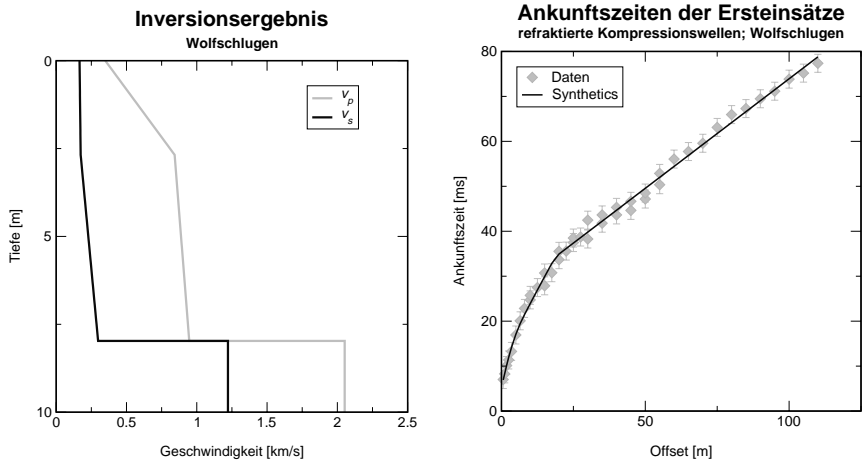 Inversionsergebnis
Wolfschlugen
0
5
10
Tiefe [m]
v_p
v_s
0
0.5
1
1.5
2
2.5
Geschwindigkeit [km/s]
Ankunftszeiten der Ersteinsätze
refraktierte Kompressionswellen; Wolfschlugen
80
60
40
20
0
Ankunftszeit [ms]
Daten
Synthetics
0
50
100
Offset [m]